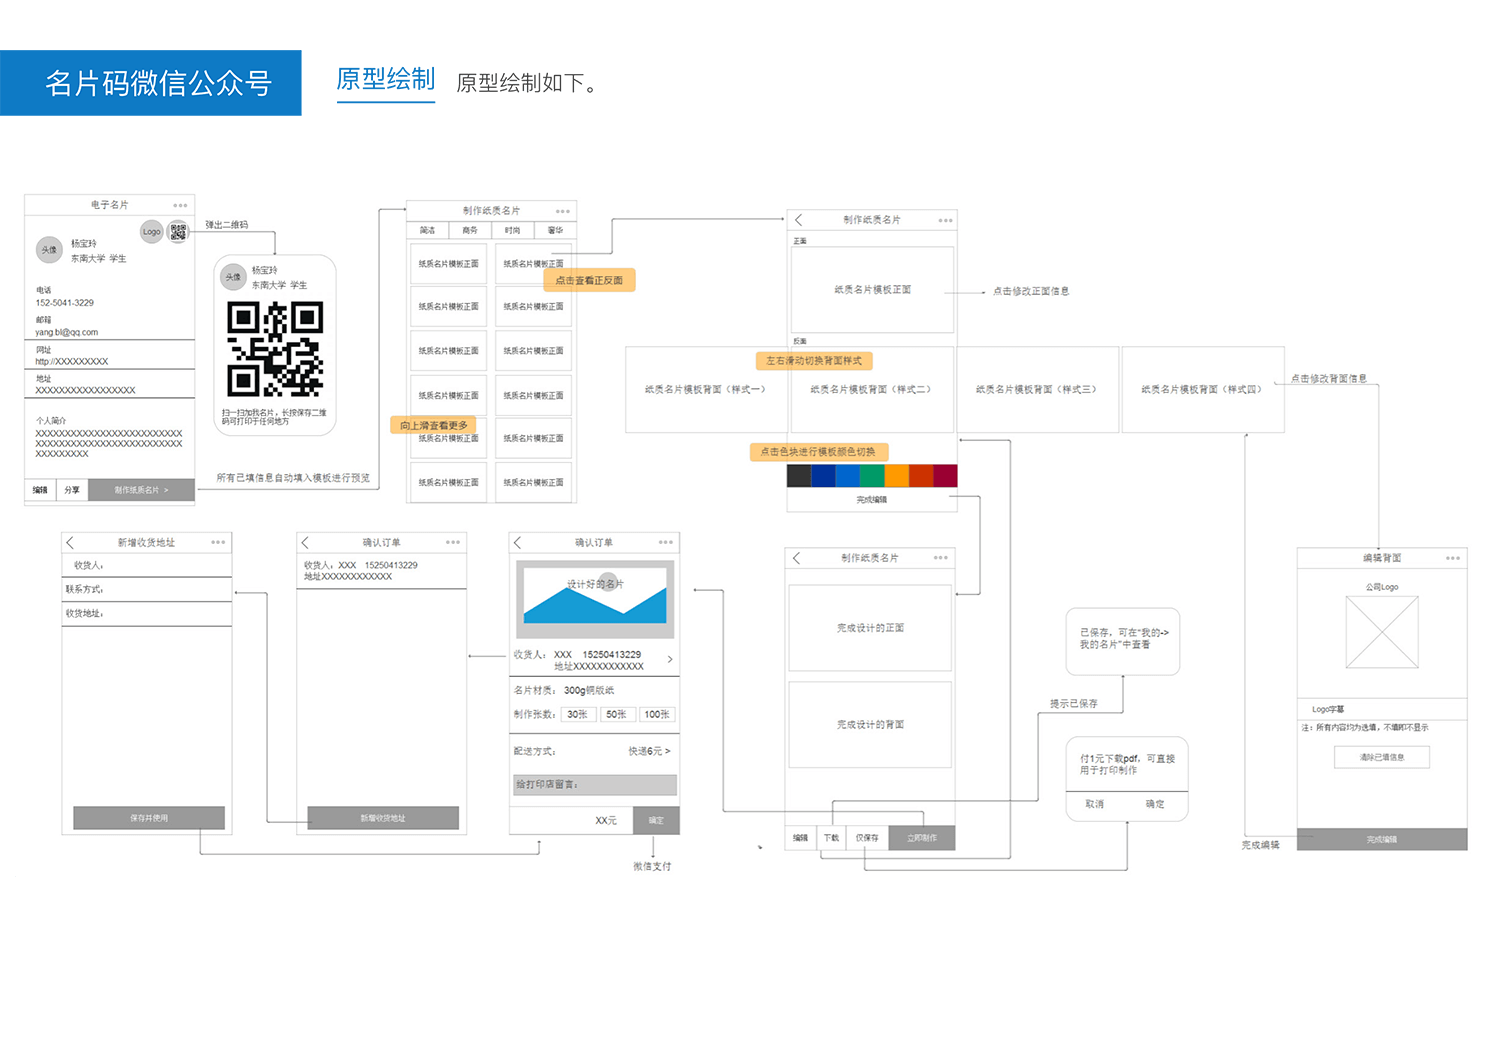 名片码微信公众号
原型绘制
原型绘制如下。
电子名片
Logo
头像
杨宝玲
东南大学 学生
电话
152-5041-3229
邮箱
yang.bl@qq.com
网址
http://XXXXXXXXX
地址
XXXXXXXXXXXXXXXXX
个人简介
XXXXXXXXXXXXXXXXXXXXXXXXX
XXXXXXXXXXXXXXXXXXXXXXXXX
XXXXXXXXX
编辑
分享
制作纸质名片 >
弹出二维码
头像
杨宝玲
东南大学 学生
扫一扫加我名片，长按保存二维
码可打印于任何地方
所有已填信息自动填入模板进行预览
制作纸质名片
简洁
商务
时尚
奢华
纸质名片模板正面
纸质名片模板正面
点击查看正反面
纸质名片模板正面
纸质名片模板正面
纸质名片模板正面
纸质名片模板正面
纸质名片模板正面
纸质名片模板正面
向上滑查看更多
纸质名片模板正面
纸质名片模板正面
纸质名片模板正面
纸质名片模板正面
制作纸质名片
正面
纸质名片模板正面
点击修改正面信息
反面
左右滑动切换背面样式
纸质名片模板背面（样式一）
纸质名片模板背面（样式二）
纸质名片模板背面（样式三）
纸质名片模板背面（样式四）
点击修改背面信息
点击色块进行模板颜色切换
完成编辑
新增收货地址
收货人：
联系方式：
收货地址：
保存并使用
确认订单
收货人：XXX 15250413229
地址XXXXXXXXXXXX
新增收货地址
确认订单
设计好的名片
收货人： XXX 15250413229
地址XXXXXXXXXXXX
>
名片材质： 300g铜版纸
制作张数： 30张 50张 100张
配送方式： 快递6元 >
给打印店留言：
XX元
确定
微信支付
制作纸质名片
完成设计的正面
完成设计的背面
编辑
下载
仅保存
立即制作
提示已保存
已保存，可在“我的->
我的名片”中查看
付1元下载pdf，可直接
用于打印制作
取消
确定
编辑背面
公司Logo
Logo字幕
注：所有内容均为选填，不填即不显示
清除已填信息
完成编辑
完成编辑